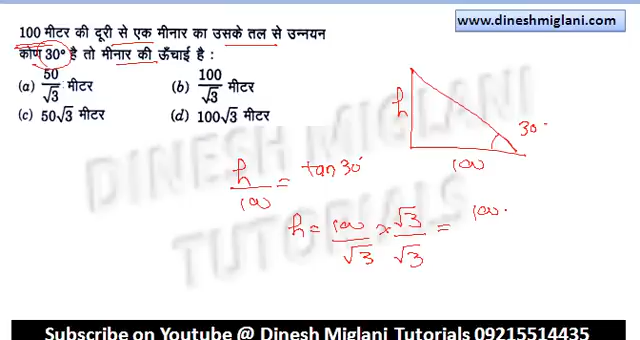 www.dineshmiglani.com
100 मीटर की दूरी से एक मीनार का उसके तल से उन्नयन
कोण 30° है तो मीनार की ऊँचाई है :
(a) 50/√3 मीटर (b) 100/√3 मीटर
(c) 50√3 मीटर (d) 100√3 मीटर
h 30°
100
h/100 = tan 30°
h = 100/√3 × √3/√3 = 100
DINESH MIGLANI
TUTORIALS
Subscribe on Youtube @ Dinesh Miglani Tutorials 09215514435